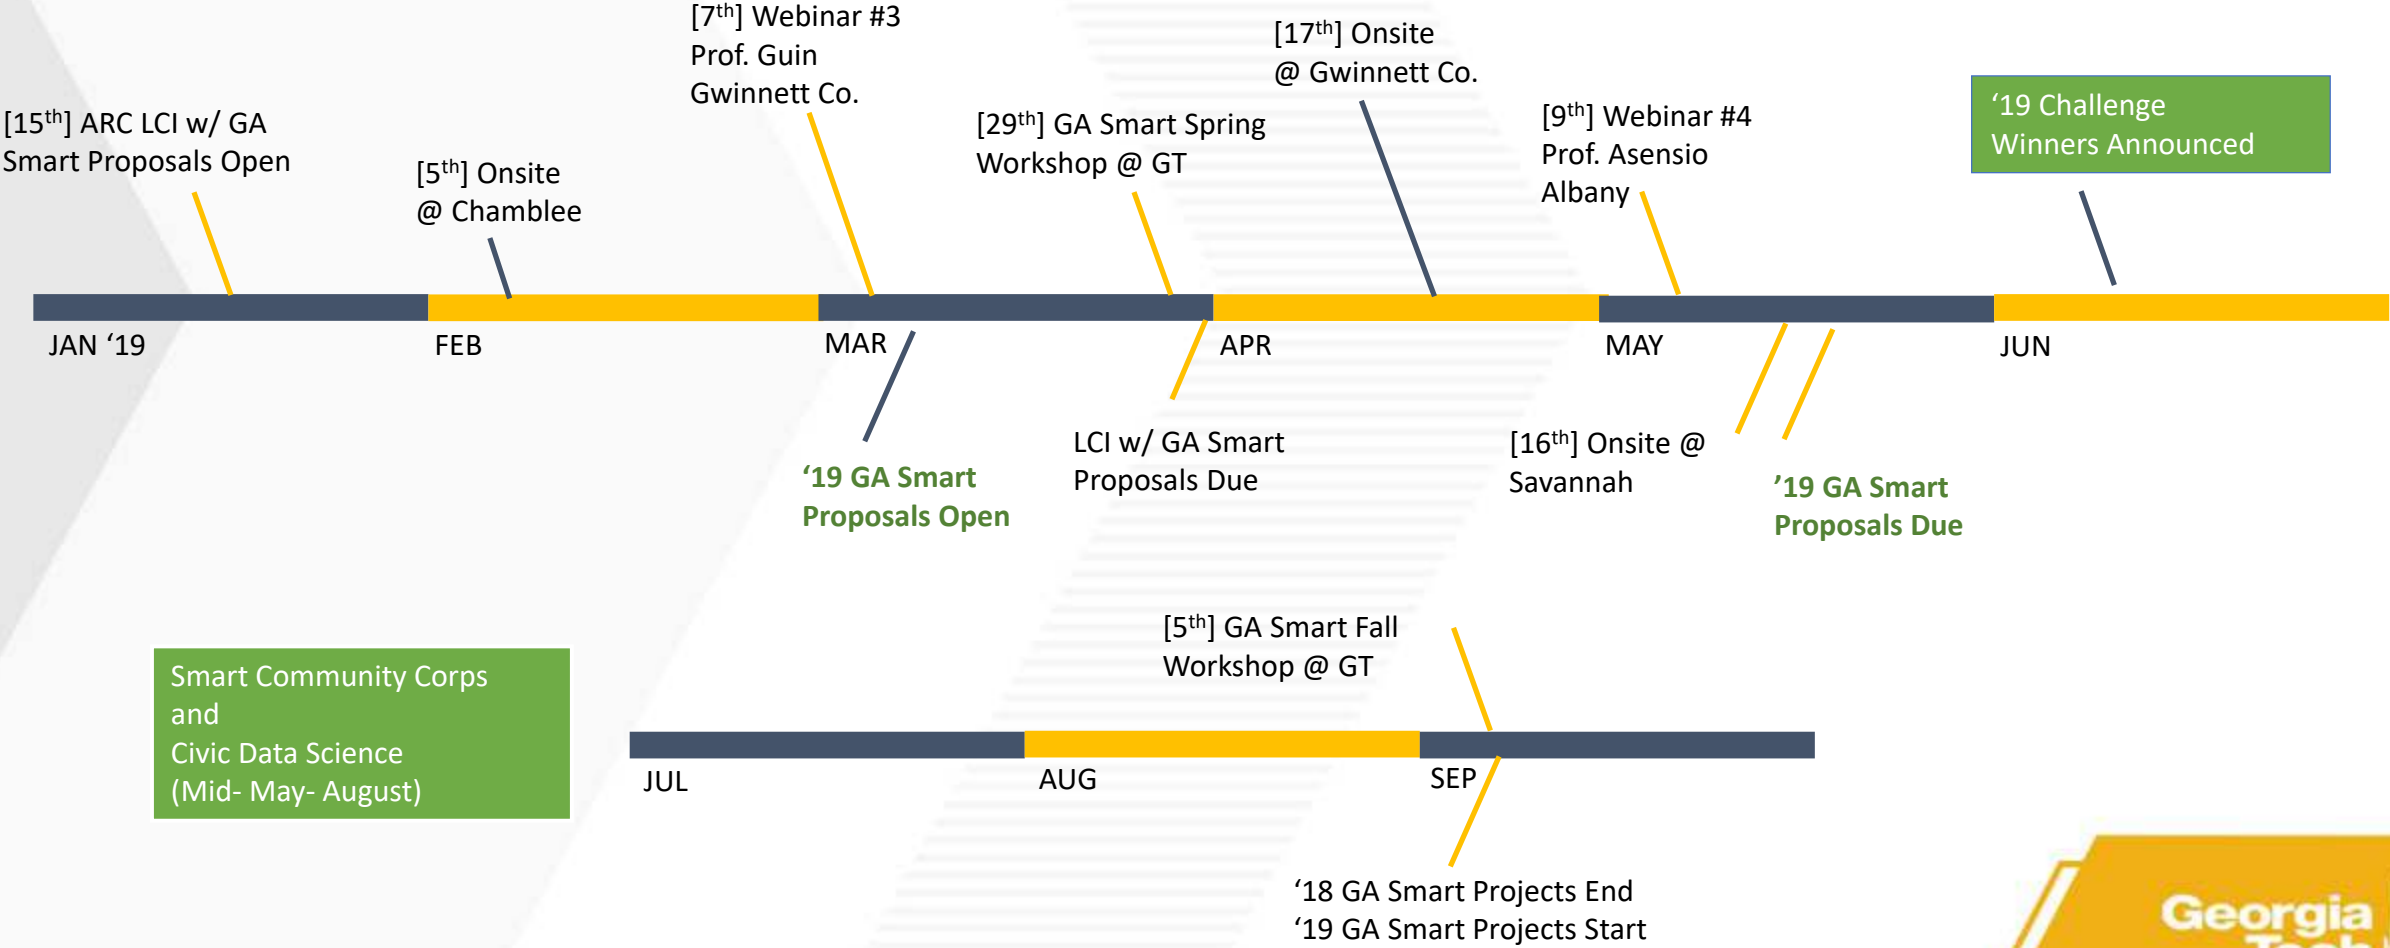 [7th] Webinar #3
Prof. Guin
Gwinnett Co.
[17th] Onsite
@ Gwinnett Co.
[15th] ARC LCI w/ GA
Smart Proposals Open
[5th] Onsite
@ Chamblee
[29th] GA Smart Spring
Workshop @ GT
[9th] Webinar #4
Prof. Asensio
Albany
‘19 Challenge
Winners Announced
JAN ‘19
FEB
MAR
APR
MAY
JUN
‘19 GA Smart
Proposals Open
LCI w/ GA Smart
Proposals Due
[16th] Onsite @
Savannah
’19 GA Smart
Proposals Due
Smart Community Corps
and
Civic Data Science
(Mid- May- August)
[5th] GA Smart Fall
Workshop @ GT
JUL
AUG
SEP
‘18 GA Smart Projects End
‘19 GA Smart Projects Start
Georgia
Tech